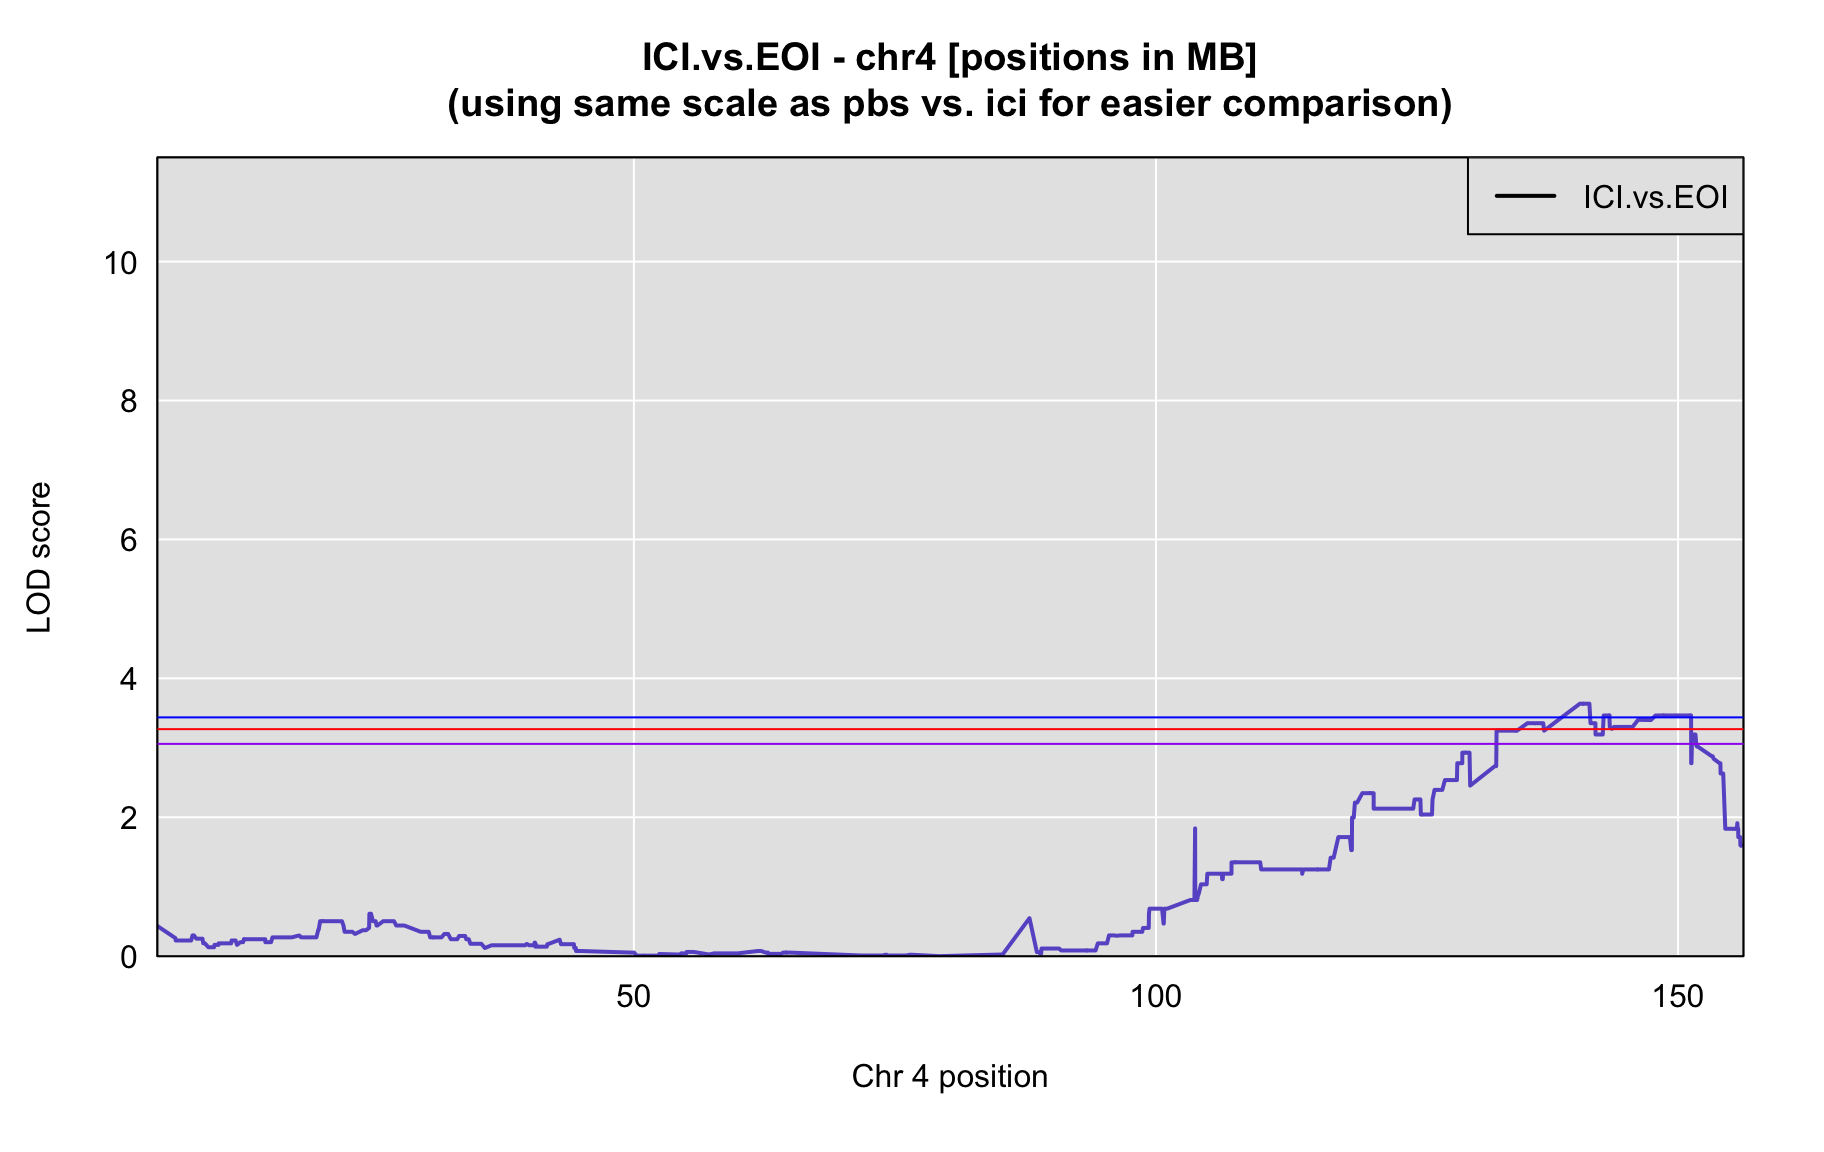 ICI.vs.EOI - chr4 [positions in MB]
(using same scale as pbs vs. ici for easier comparison)
ICI.vs.EOI
10
8
6
4
2
0
LOD score
50 100 150
Chr 4 position